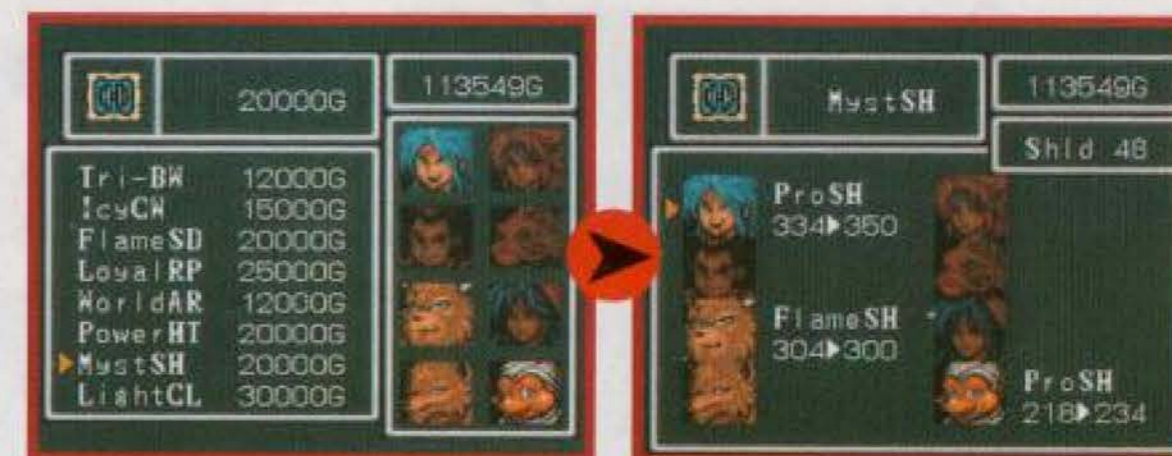 20000G
113549G
Tri-BW 12000G
IcyCW 15000G
FlameSD 20000G
LoyalRP 25000G
WorldAR 12000G
PowerHT 20000G
MystSH 20000G
LightCL 30000G
MystSH
113549G
Shld 48
ProSH
334▶350
FlameSH
304▶300
ProSH
218▶234